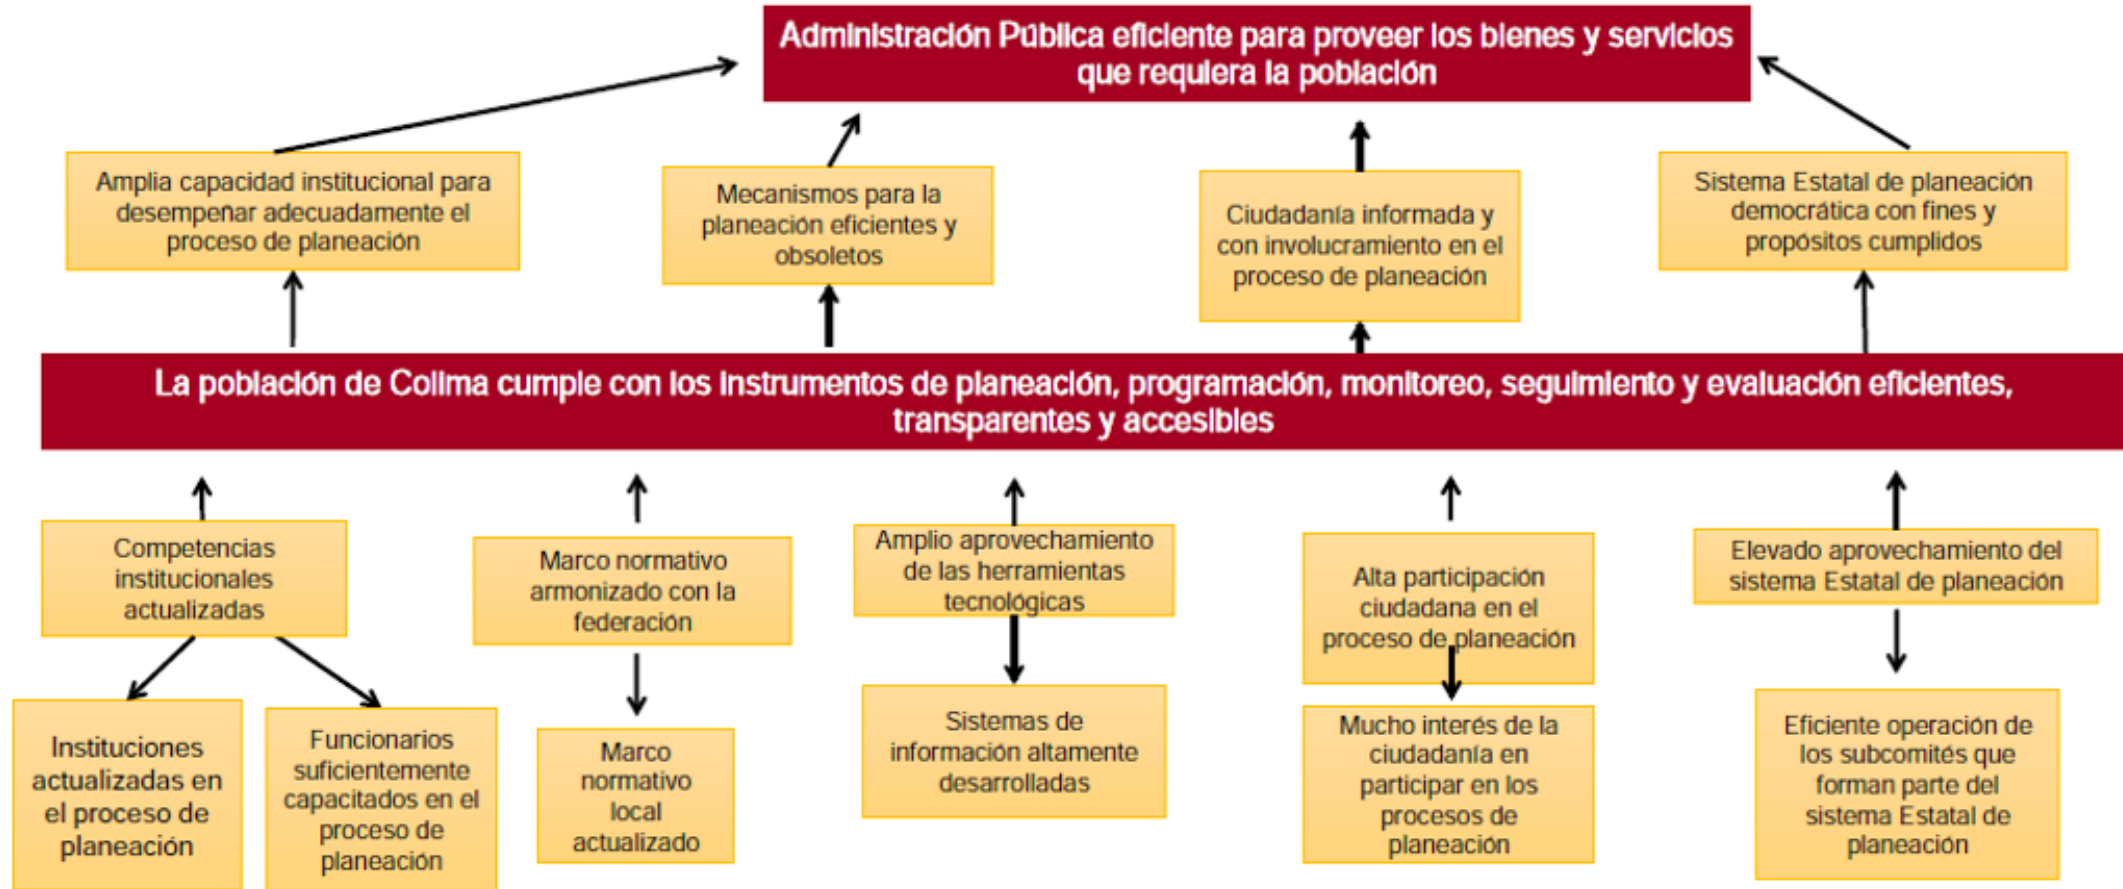 Administración Pública eficiente para proveer los bienes y servicios
que requiera la población
Amplia capacidad institucional para
desempeñar adecuadamente el
proceso de planeación
Mecanismos para la
planeación eficientes y
obsoletos
Ciudadanía informada y
con involucramiento en el
proceso de planeación
Sistema Estatal de planeación
democrática con fines y
propósitos cumplidos
La población de Colima cumple con los instrumentos de planeación, programación, monitoreo, seguimiento y evaluación eficientes,
transparentes y accesibles
Competencias
institucionales
actualizadas
Marco normativo
armonizado con la
federación
Amplio aprovechamiento
de las herramientas
tecnológicas
Alta participación
ciudadana en el
proceso de planeación
Elevado aprovechamiento del
sistema Estatal de planeación
Instituciones
actualizadas en
el proceso de
planeación
Funcionarios
suficientemente
capacitados en el
proceso de
planeación
Marco
normativo
local
actualizado
Sistemas de
información altamente
desarrolladas
Mucho interés de la
ciudadanía en
participar en los
procesos de
planeación
Eficiente operación de
los subcomités que
forman parte del
sistema Estatal de
planeación